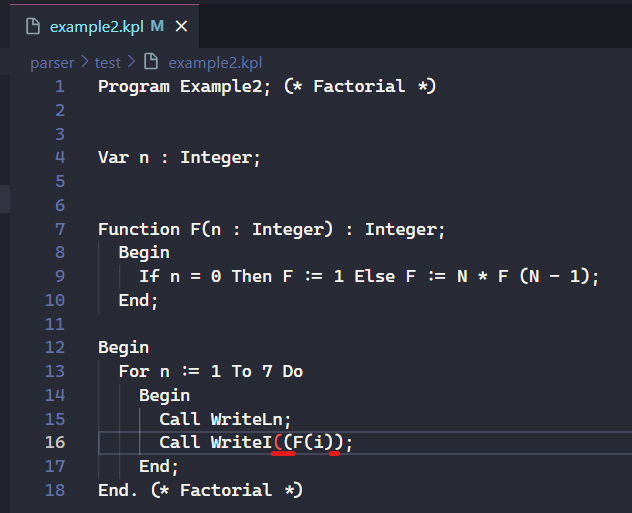 example2.kpl M
parser > test > example2.kpl
1 Program Example2; (* Factorial *)
2
3
4 Var n : Integer;
5
6
7 Function F(n : Integer) : Integer;
8 Begin
9 If n = 0 Then F := 1 Else F := N * F (N - 1);
10 End;
11
12 Begin
13 For n := 1 To 7 Do
14 Begin
15 Call WriteLn;
16 Call WriteI((F(i));
17 End;
18 End. (* Factorial *)